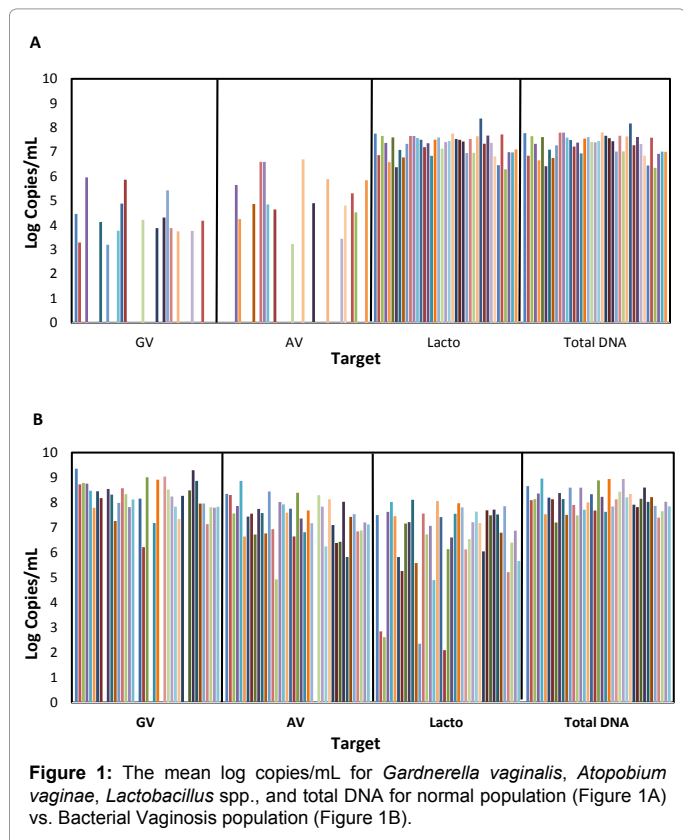 A
Log Copies/mL
10
9
8
7
6
5
4
3
2
1
0
GV AV Lacto Total DNA
Target
B
Log Copies/mL
10
9
8
7
6
5
4
3
2
1
0
GV AV Lacto Total DNA
Target
Figure 1: The mean log copies/mL for Gardnerella vaginalis, Atopobium
vaginae, Lactobacillus spp., and total DNA for normal population (Figure 1A)
vs. Bacterial Vaginosis population (Figure 1B).